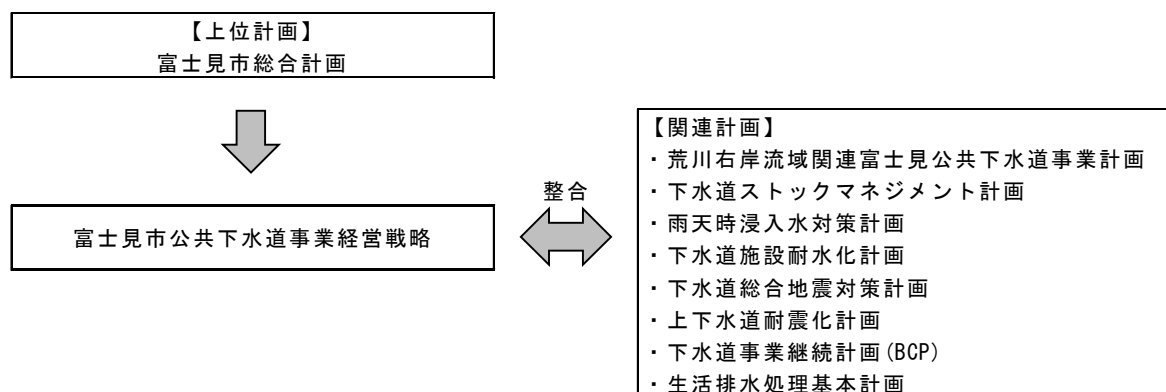 【上位計画】
富士見市総合計画
富士見市公共下水道事業経営戦略
整合
【関連計画】
・荒川右岸流域関連富士見公共下水道事業計画
・下水道ストックマネジメント計画
・雨天時浸入水対策計画
・下水道施設耐水化計画
・下水道総合地震対策計画
・上下水道耐震化計画
・下水道事業継続計画(BCP)
・生活排水処理基本計画